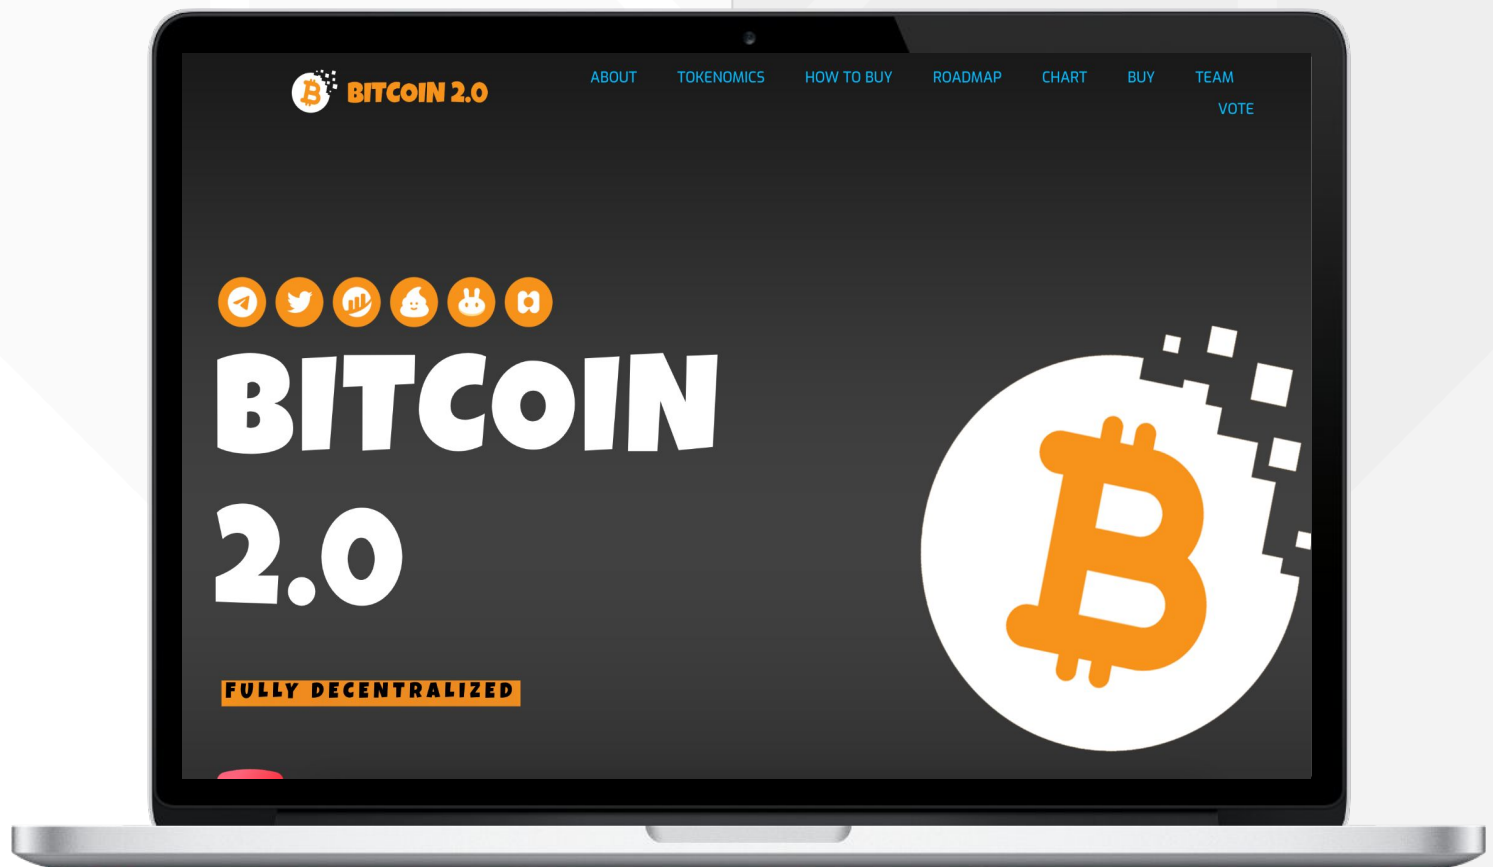 BITCOIN 2.0
ABOUT TOKENOMICS HOW TO BUY ROADMAP CHART BUY TEAM
VOTE
BITCOIN
2.0
FULLY DECENTRALIZED